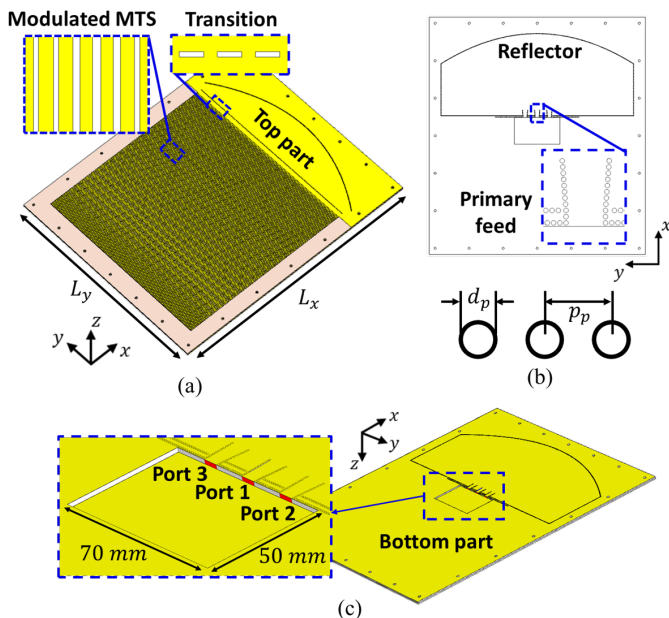 Modulated MTS
Transition
Top part
L_y
L_x
z
y
x
(a)
Reflector
Primary
feed
x
y
d_p
p_p
(b)
Port 3
Port 1
Port 2
70 mm
50 mm
x
y
z
Bottom part
(c)